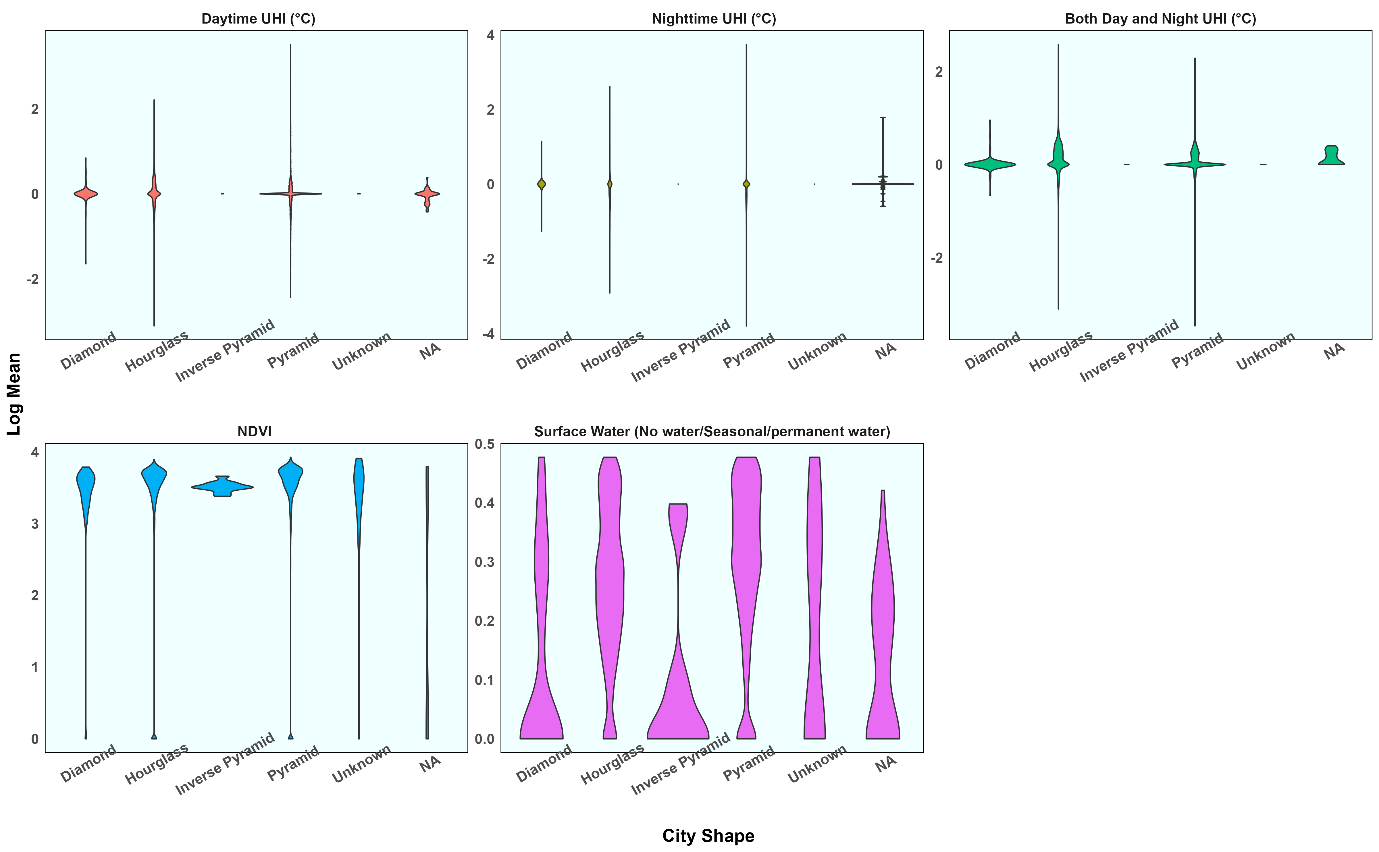 Daytime UHI (°C)
Nighttime UHI (°C)
Both Day and Night UHI (°C)
2
0
-2
4
2
0
-2
-4
2
0
-2
Diamond
Hourglass
Inverse Pyramid
Pyramid
Unknown
NA
Diamond
Hourglass
Inverse Pyramid
Pyramid
Unknown
NA
Diamond
Hourglass
Inverse Pyramid
Pyramid
Unknown
NA
Log Mean
NDVI
Surface Water (No water/Seasonal/permanent water)
4
3
2
1
0
0.5
0.4
0.3
0.2
0.1
0.0
Diamond
Hourglass
Inverse Pyramid
Pyramid
Unknown
NA
Diamond
Hourglass
Inverse Pyramid
Pyramid
Unknown
NA
City Shape